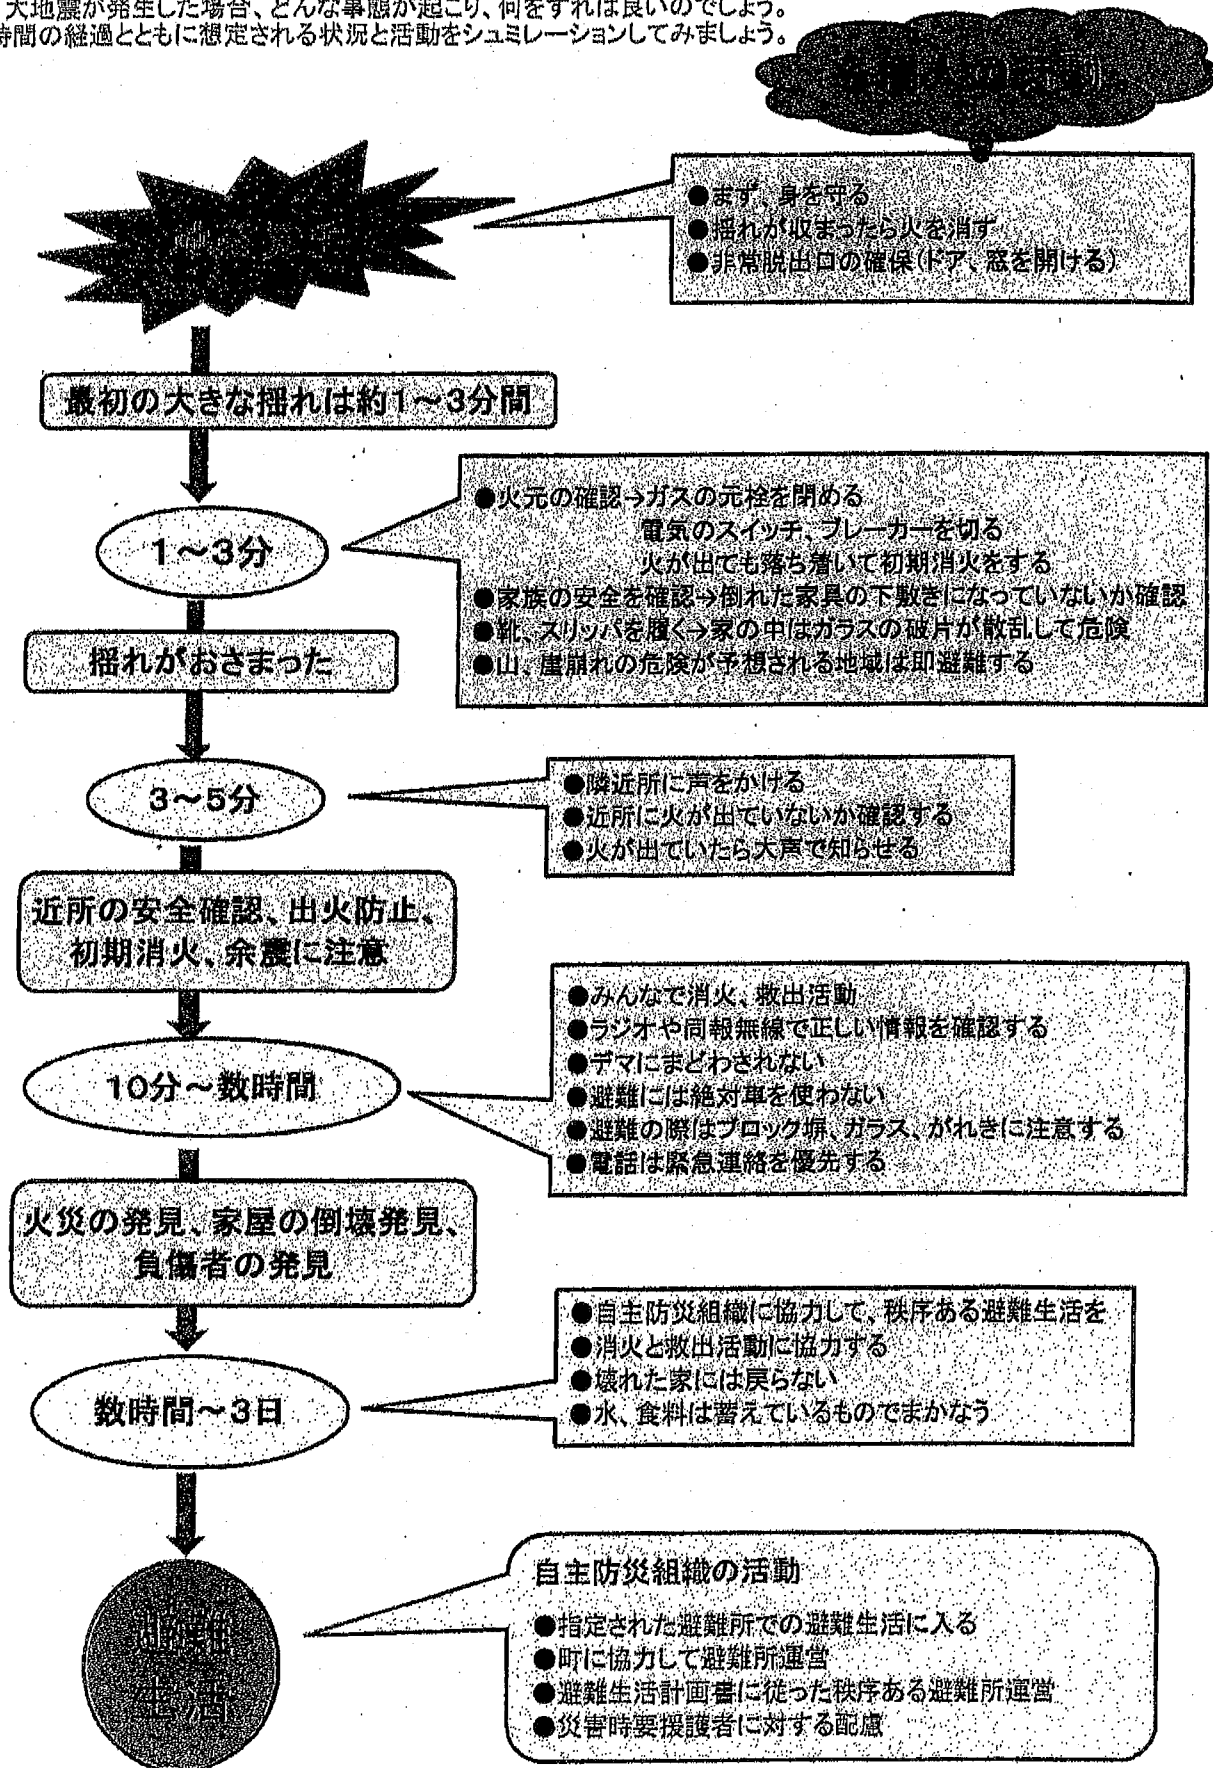 大地震が発生した場合、どんな事態が起こり、何をすれば良いのでしょう。
時間の経過とともに想定される状況と活動をシュミレーションしてみましょう。
●まず、身を守る
●揺れが収まったら火を消す
●非常脱出口の確保(ドア、窓を開ける)
最初の大きな揺れは約1～3分間
1～3分
●火元の確認→ガスの元栓を閉める
電気のスイッチ、ブレーカーを切る
火が出ても落ち着いて初期消火をする
●家族の安全を確認→倒れた家具の下敷きになっていないか確認
●靴、スリッパを履く→家の中はガラスの破片が散乱して危険
●山、崖崩れの危険が予想される地域は即避難する
揺れがおさまった
3～5分
●隣近所に声をかける
●近所に火が出ていないか確認する
●火が出ていたら大声で知らせる
近所の安全確認、出火防止、
初期消火、余震に注意
10分～数時間
●みんなで消火、救出活動
●ラジオや同報無線で正しい情報を確認する
●デマにまどわされない
●避難には絶対車を使わない
●避難の際はブロック塀、ガラス、がれきに注意する
●電話は緊急連絡を優先する
火災の発見、家屋の倒壊発見、
負傷者の発見
数時間～3日
●自主防災組織に協力して、秩序ある避難生活を
●消火と救出活動に協力する
●壊れた家には戻らない
●水、食料は蓄えているものでまかなう
避難
生活
自主防災組織の活動
●指定された避難所での避難生活に入る
●町に協力して避難所運営
●避難生活計画書に従った秩序ある避難所運営
●災害時要援護者に対する配慮